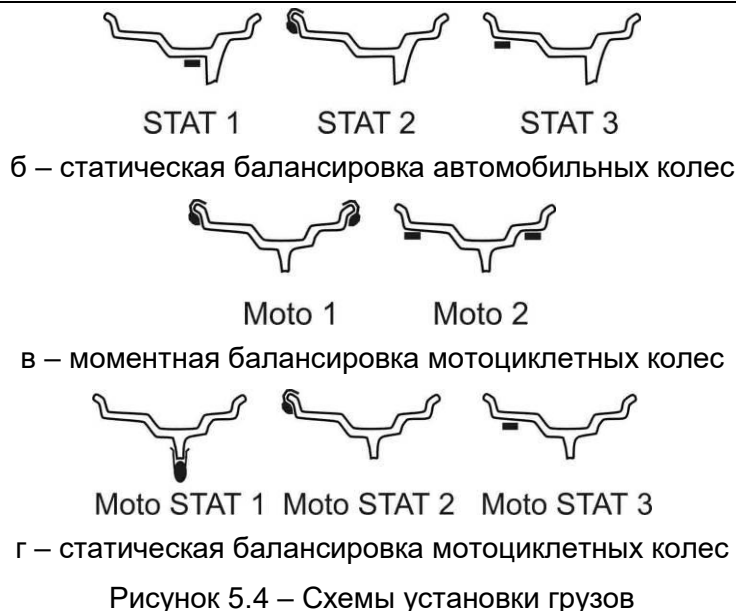 STAT 1 STAT 2 STAT 3
б – статическая балансировка автомобильных колес
Moto 1 Moto 2
в – моментная балансировка мотоциклетных колес
Moto STAT 1 Moto STAT 2 Moto STAT 3
г – статическая балансировка мотоциклетных колес
Рисунок 5.4 – Схемы установки грузов